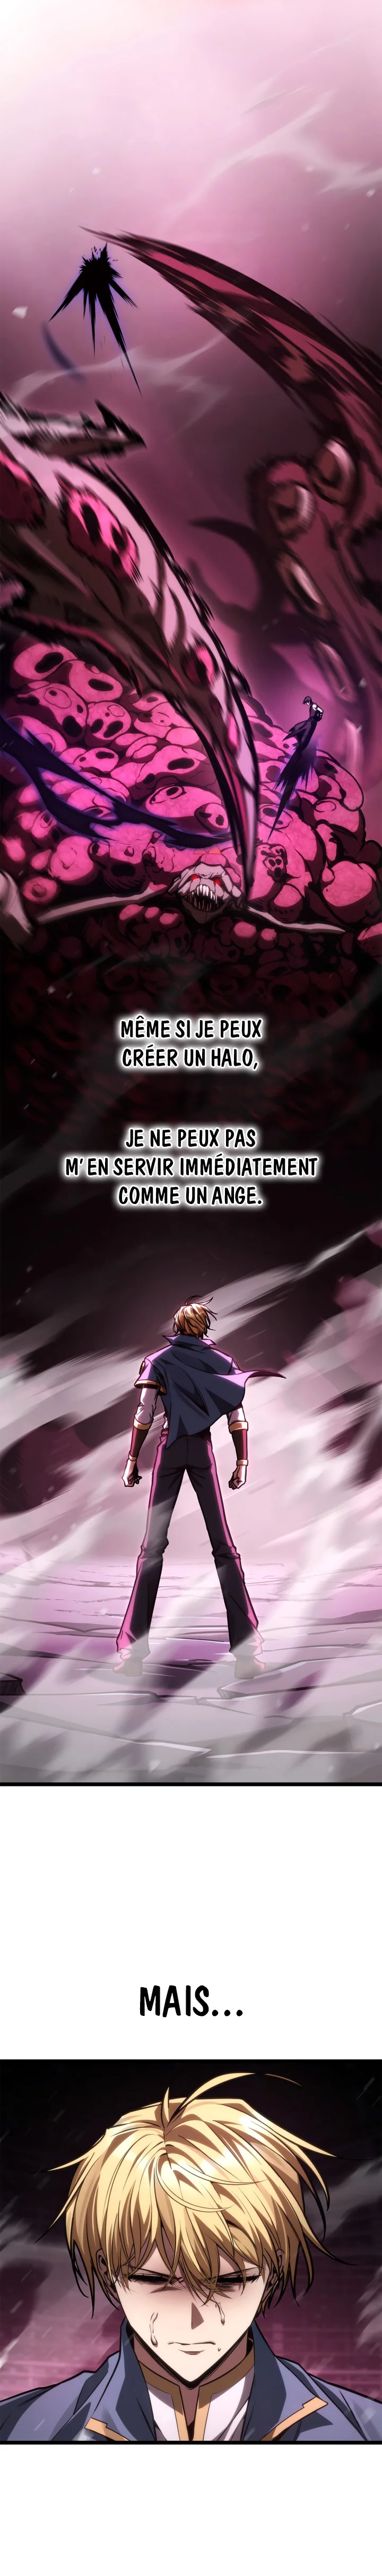 MÊME SI JE PEUX
CRÉER UN HALO,
JE NE PEUX PAS
M'EN SERVIR IMMÉDIATEMENT
COMME UN ANGE.
MAIS...